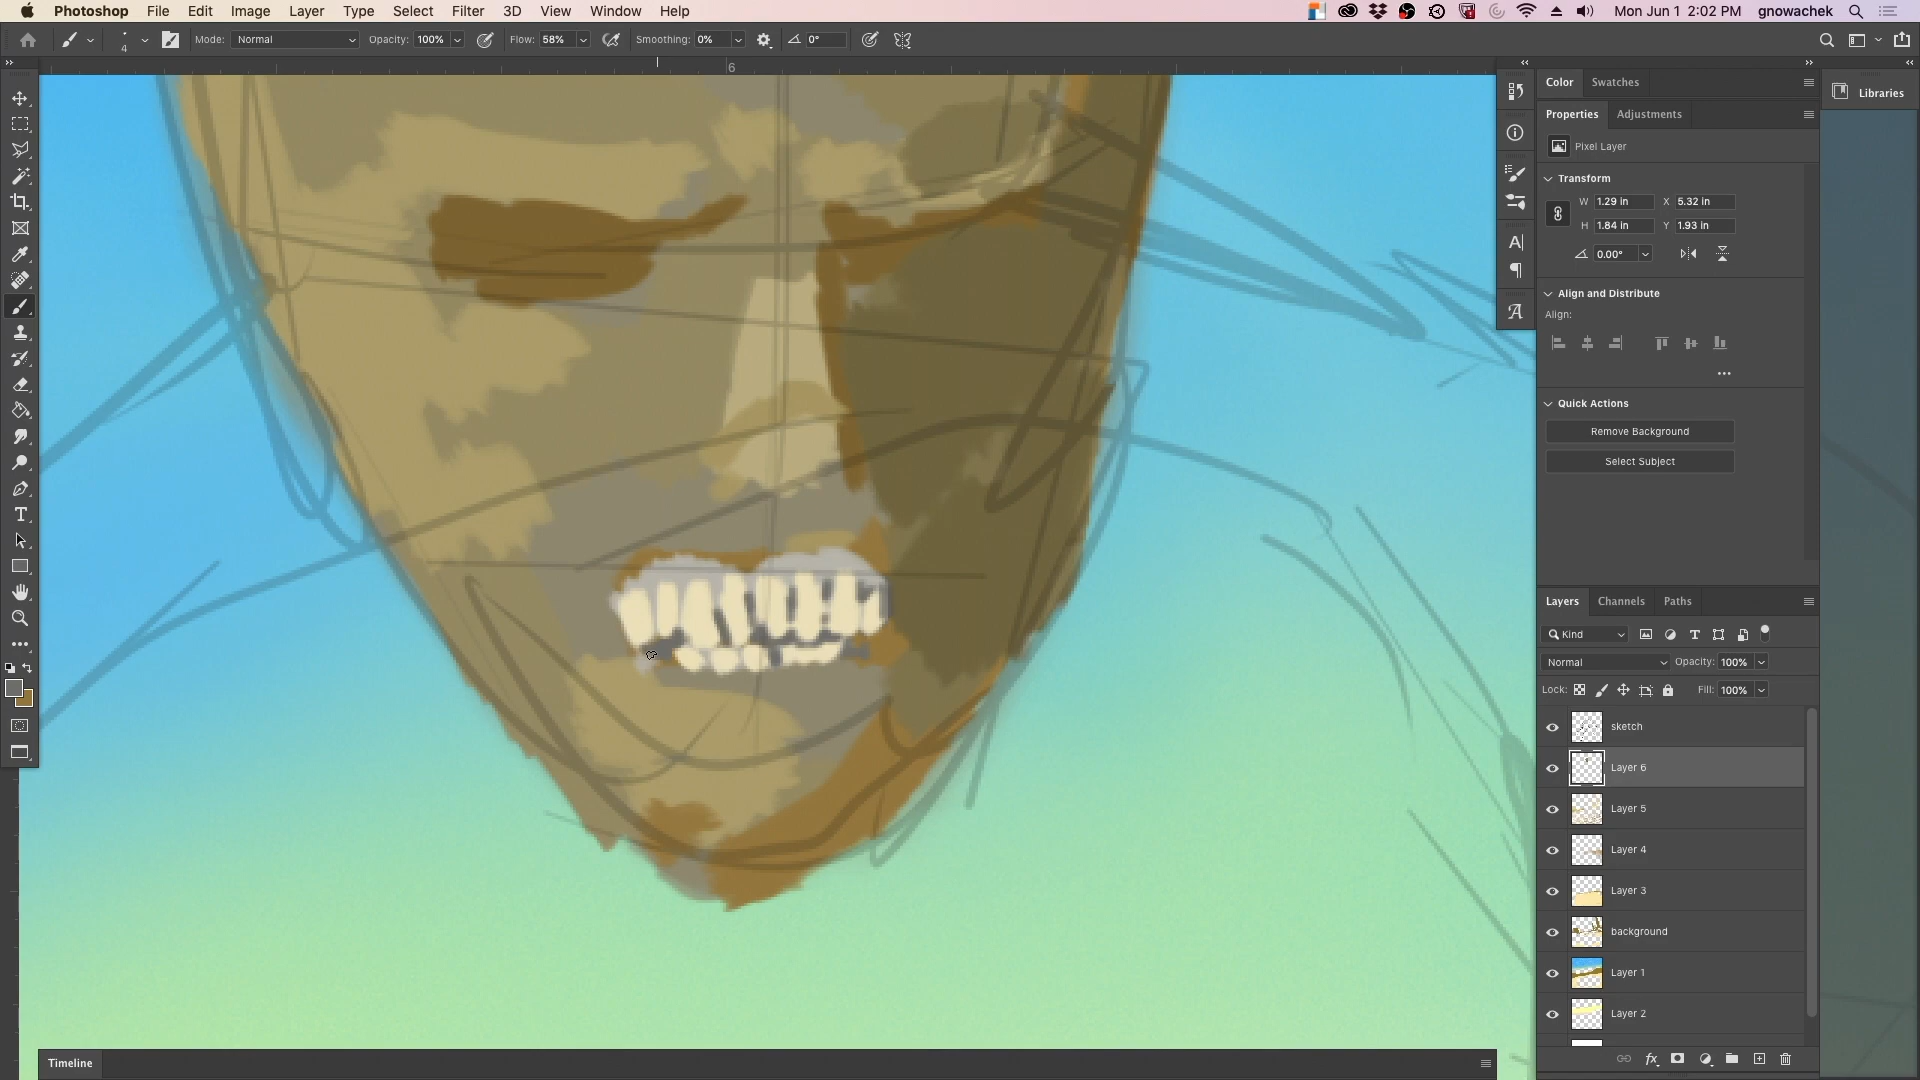 Photoshop File Edit Image Layer Type Select Filter 3D View Window Help Mon Jun 1 2:02 PM gnowachek
4 Mode: Normal Opacity: 100% Flow: 58% Smoothing: 0% 0°
6
Color Swatches
Libraries
Properties Adjustments
Pixel Layer
Transform
W 1.29 in X 5.32 in
H 1.84 in Y 1.93 in
0.00°
Align and Distribute
Align:
Quick Actions
Remove Background
Select Subject
Layers Channels Paths
Kind
Normal Opacity: 100%
Lock: Fill: 100%
sketch
Layer 6
Layer 5
Layer 4
Layer 3
background
Layer 1
Layer 2
Timeline